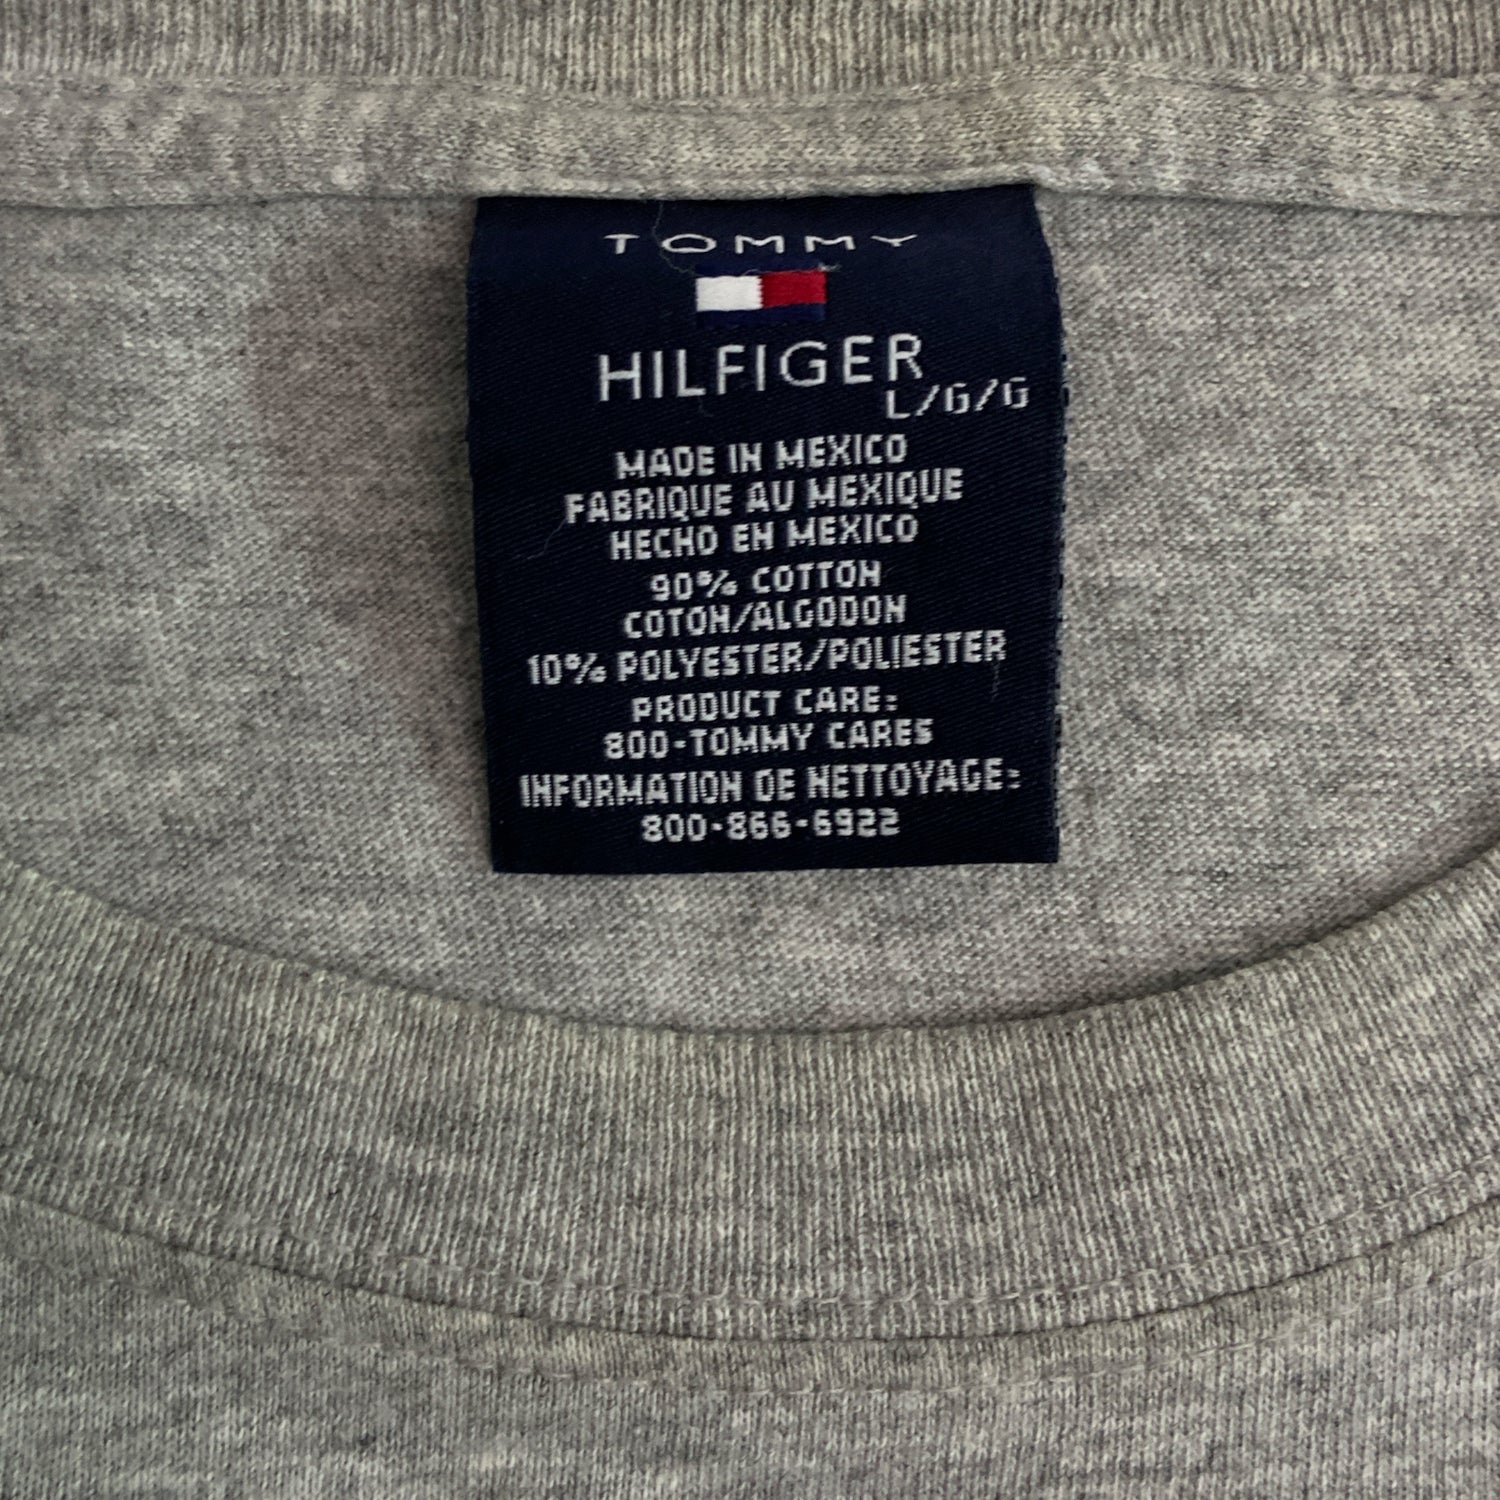 TOMMY
HILFIGER
L/G/G
MADE IN MEXICO
FABRIQUE AU MEXIQUE
HECHO EN MEXICO
90% COTTON
COTON/ALGODON
10% POLYESTER/POLIESTER
PRODUCT CARE:
800-TOMMY CARES
INFORMATION DE NETTOYAGE:
800-866-6922